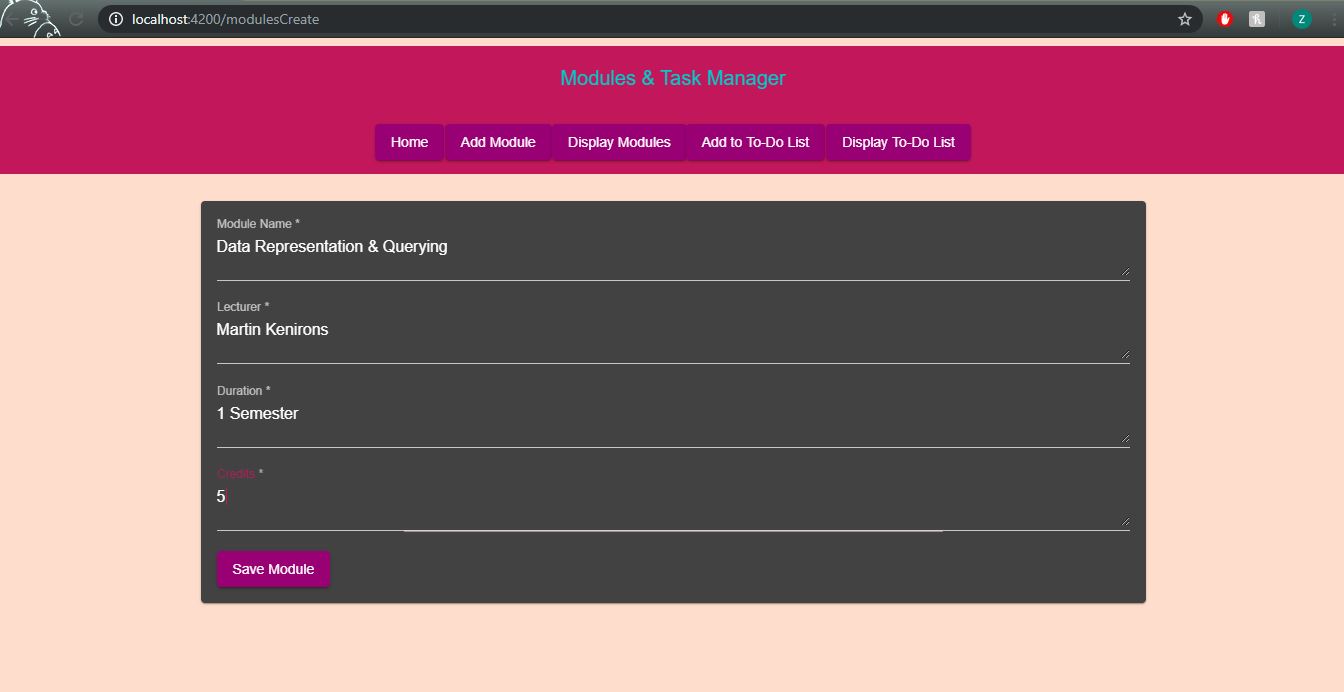 localhost:4200/modulesCreate
Z
Modules & Task Manager
Home Add Module Display Modules Add to To-Do List Display To-Do List
Module Name *
Data Representation & Querying
Lecturer *
Martin Kenirons
Duration *
1 Semester
Credits *
5
Save Module